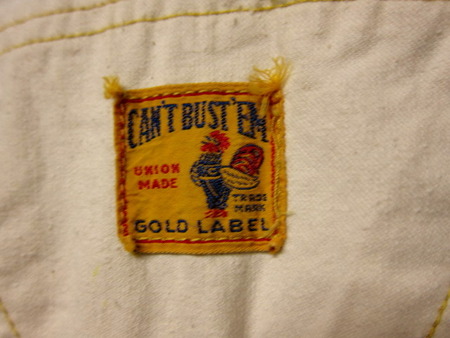 CAN'T BUST 'EM
UNION
MADE
TRADE
MARK
GOLD LABEL